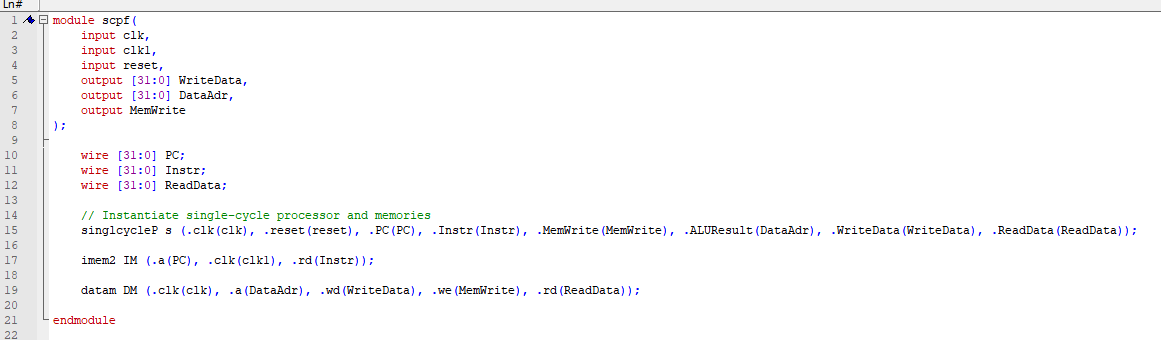 Ln#
1 module scpf(
2 input clk,
3 input clk1,
4 input reset,
5 output [31:0] WriteData,
6 output [31:0] DataAdr,
7 output MemWrite
8 );
9
10 wire [31:0] PC;
11 wire [31:0] Instr;
12 wire [31:0] ReadData;
13
14 // Instantiate single-cycle processor and memories
15 singlcycleP s (.clk(clk), .reset(reset), .PC(PC), .Instr(Instr), .MemWrite(MemWrite), .ALUResult(DataAdr), .WriteData(WriteData), .ReadData(ReadData));
16
17 imem2 IM (.a(PC), .clk(clk1), .rd(Instr));
18
19 datam DM (.clk(clk), .a(DataAdr), .wd(WriteData), .we(MemWrite), .rd(ReadData));
20
21 endmodule
22